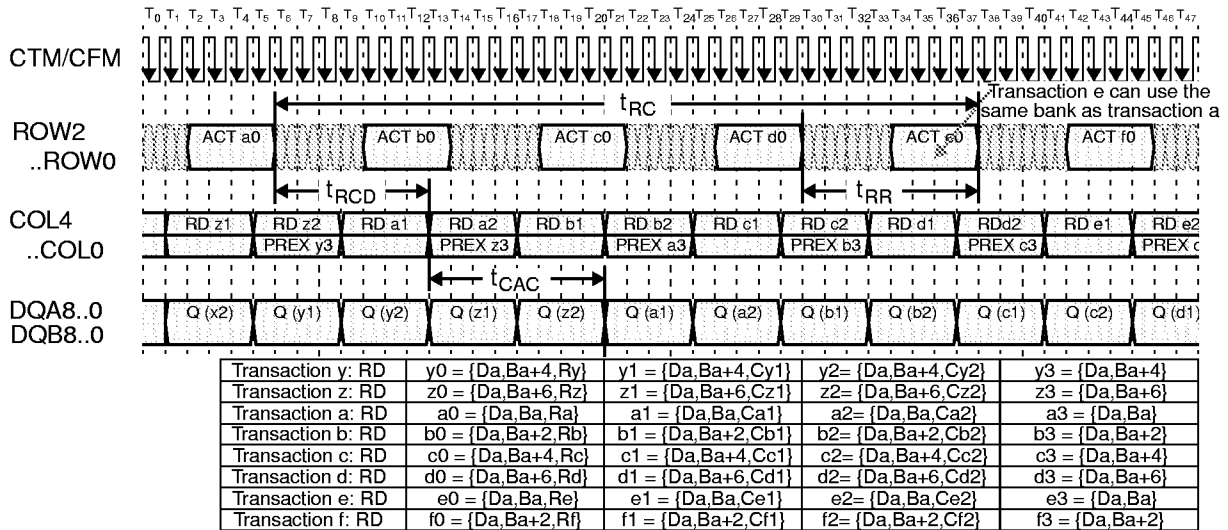 T0 T1 T2 T3 T4 T5 T6 T7 T8 T9 T10 T11 T12 T13 T14 T15 T16 T17 T18 T19 T20 T21 T22 T23 T24 T25 T26 T27 T28 T29 T30 T31 T32 T33 T34 T35 T36 T37 T38 T39 T40 T41 T42 T43 T44 T45 T46 T47
CTM/CFM
Transaction e can use the
same bank as transaction a
tRC
ROW2
..ROW0
ACT a0 ACT b0 ACT c0 ACT d0 ACT e0 ACT f0
tRCD tRR
COL4
..COL0
RD z1 RD z2 RD a1 RD a2 RD b1 RD b2 RD c1 RD c2 RD d1 RDd2 RD e1 RD e2
PREX y3 PREX z3 PREX a3 PREX b3 PREX c3 PREX
tCAC
DQA8..0
DQB8..0
Q (x2) Q (y1) Q (y2) Q (z1) Q (z2) Q (a1) Q (a2) Q (b1) Q (b2) Q (c1) Q (c2) Q (d1)
Transaction y: RD y0 = {Da,Ba+4,Ry} y1 = {Da,Ba+4,Cy1} y2= {Da,Ba+4,Cy2} y3 = {Da,Ba+4}
Transaction z: RD z0 = {Da,Ba+6,Rz} z1 = {Da,Ba+6,Cz1} z2= {Da,Ba+6,Cz2} z3 = {Da,Ba+6}
Transaction a: RD a0 = {Da,Ba,Ra} a1 = {Da,Ba,Ca1} a2= {Da,Ba,Ca2} a3 = {Da,Ba}
Transaction b: RD b0 = {Da,Ba+2,Rb} b1 = {Da,Ba+2,Cb1} b2= {Da,Ba+2,Cb2} b3 = {Da,Ba+2}
Transaction c: RD c0 = {Da,Ba+4,Rc} c1 = {Da,Ba+4,Cc1} c2= {Da,Ba+4,Cc2} c3 = {Da,Ba+4}
Transaction d: RD d0 = {Da,Ba+6,Rd} d1 = {Da,Ba+6,Cd1} d2= {Da,Ba+6,Cd2} d3 = {Da,Ba+6}
Transaction e: RD e0 = {Da,Ba,Re} e1 = {Da,Ba,Ce1} e2= {Da,Ba,Ce2} e3 = {Da,Ba}
Transaction f: RD f0 = {Da,Ba+2,Rf} f1 = {Da,Ba+2,Cf1} f2= {Da,Ba+2,Cf2} f3 = {Da,Ba+2}